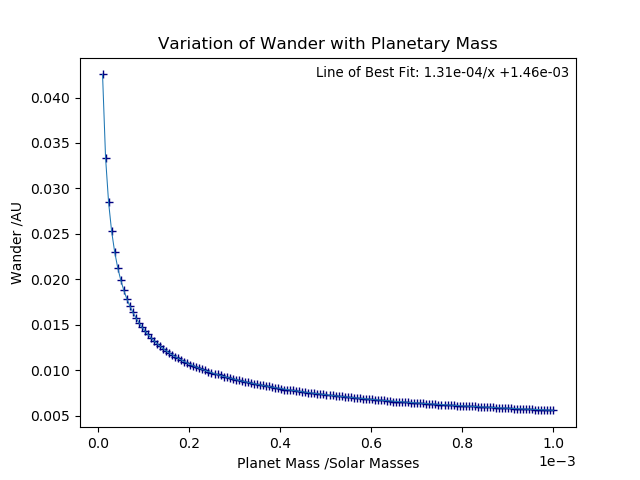 Variation of Wander with Planetary Mass
Line of Best Fit: 1.31e-04/x +1.46e-03
0.040
0.035
0.030
0.025
0.020
0.015
0.010
0.005
Wander /AU
0.0 0.2 0.4 0.6 0.8 1.0
1e−3
Planet Mass /Solar Masses